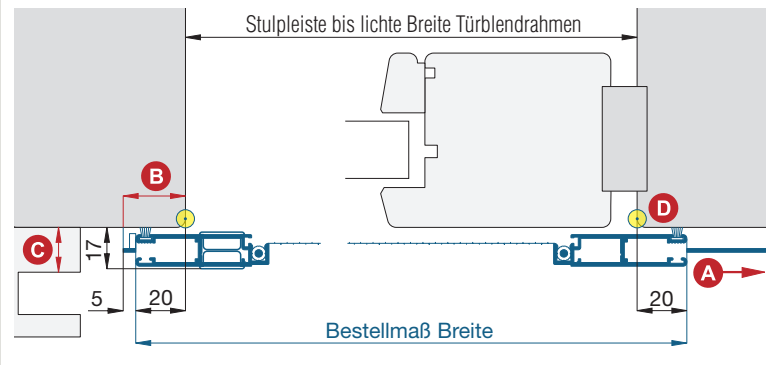 Stulpleiste bis lichte Breite Türblendrahmen
B
D
C
17
A
5
20
20
Bestellmaß Breite